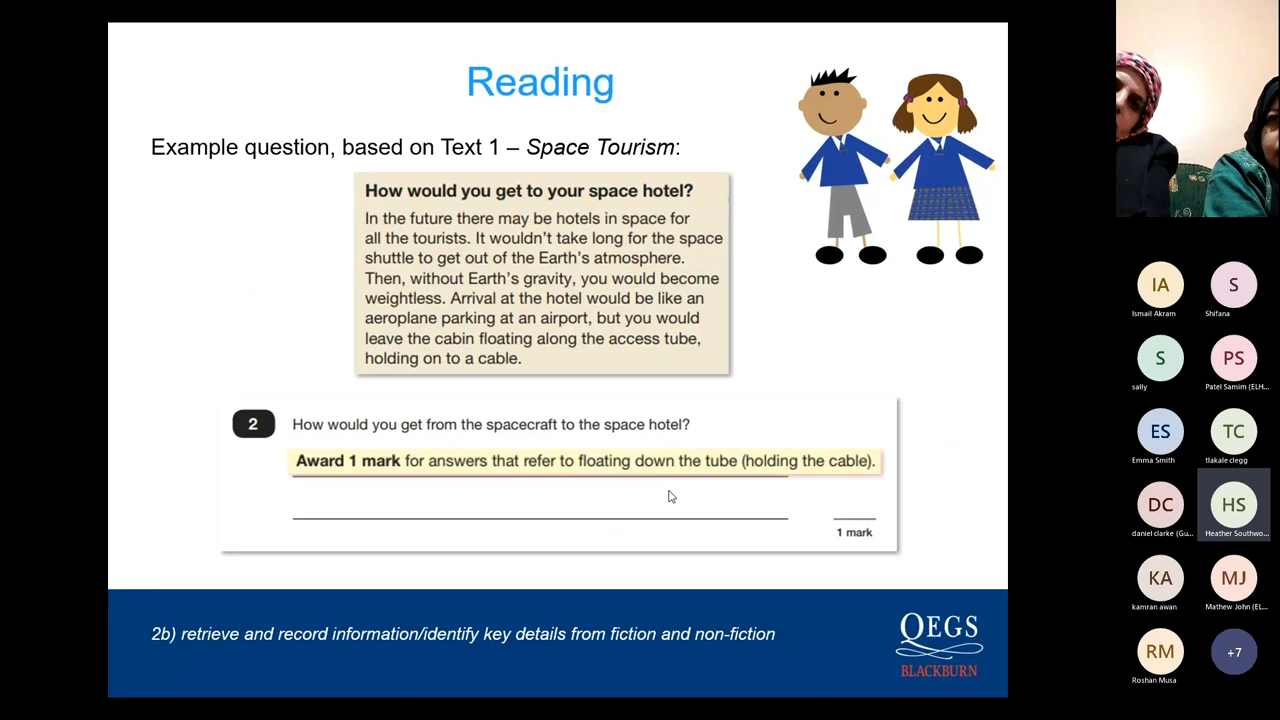 Reading
Example question, based on Text 1 – Space Tourism:
How would you get to your space hotel?
In the future there may be hotels in space for
all the tourists. It wouldn't take long for the space
shuttle to get out of the Earth's atmosphere.
Then, without Earth's gravity, you would become
weightless. Arrival at the hotel would be like an
aeroplane parking at an airport, but you would
leave the cabin floating along the access tube,
holding on to a cable.
2
How would you get from the spacecraft to the space hotel?
Award 1 mark for answers that refer to floating down the tube (holding the cable).
1 mark
2b) retrieve and record information/identify key details from fiction and non-fiction
QEGS
BLACKBURN
IA
Ismail Akram
S
Shifana
S
sally
PS
Patel Samim (ELH...
ES
Emma Smith
TC
tlakale clegg
DC
daniel clarke (Gu...
HS
Heather Southwo...
KA
kamran awan
MJ
Mathew John (EL...
RM
Roshan Musa
+7